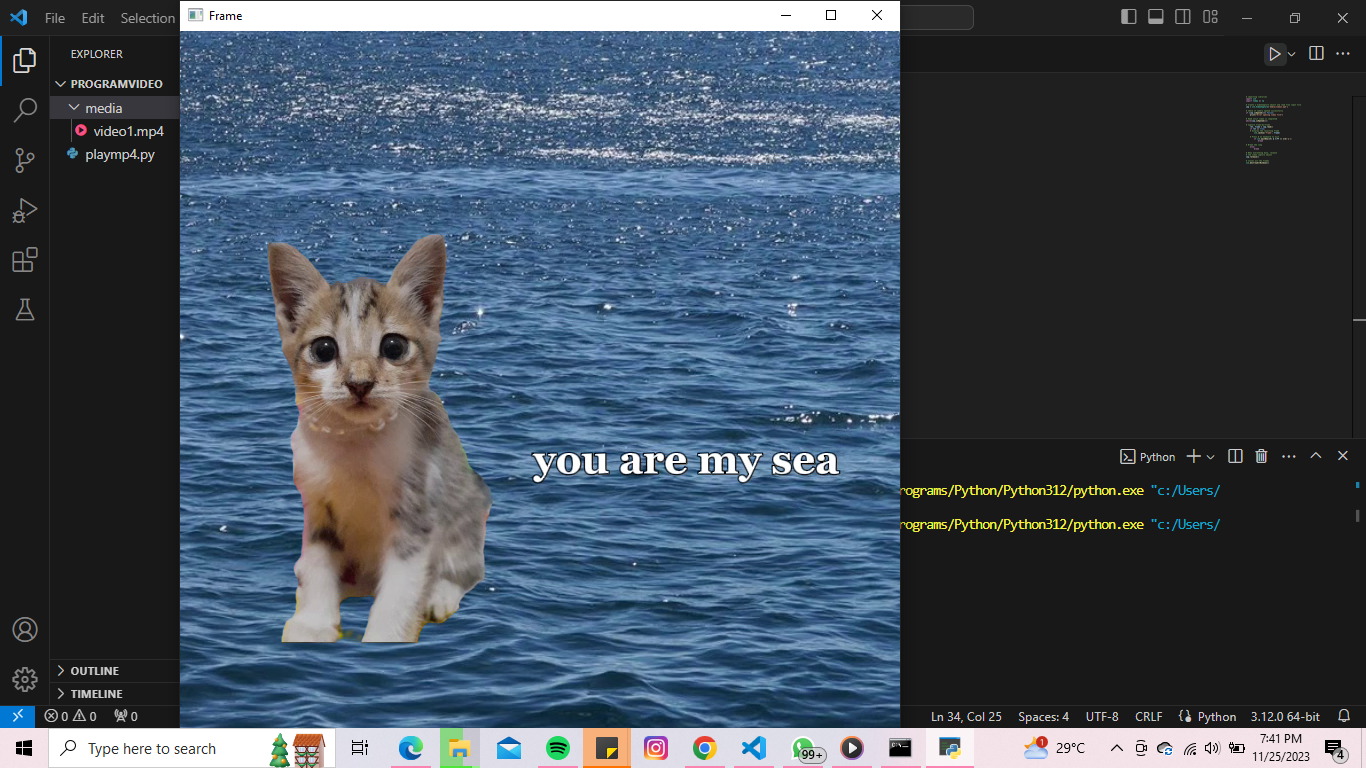 File Edit Selection
Frame
EXPLORER
PROGRAMVIDEO
media
video1.mp4
playmp4.py
you are my sea
Python
rograms/Python/Python312/python.exe "c:/Users/
rograms/Python/Python312/python.exe "c:/Users/
OUTLINE
TIMELINE
0 0 0
Ln 34, Col 25 Spaces: 4 UTF-8 CRLF Python 3.12.0 64-bit
Type here to search
99+
1
29°C
7:41 PM
11/25/2023
4